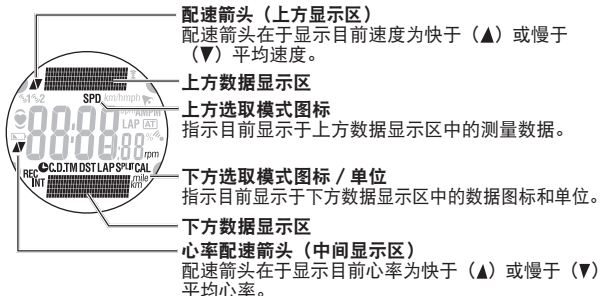 配速箭头（上方显示区）
配速箭头在于显示目前速度为快于（▲）或慢于
（▼）平均速度。
上方数据显示区
上方选取模式图标
指示目前显示于上方数据显示区中的测量数据。
下方选取模式图标 / 单位
指示目前显示于下方数据显示区中的数据图标和单位。
下方数据显示区
心率配速箭头（中间显示区）
配速箭头在于显示目前心率为快于（▲）或慢于（▼）
平均心率。
%1%2
SPD km/hmph
AMPM
LAP AT
88:88
:88 rpm
REC C.D.TM DST LAP SPLIT CAL
INT
mile
km